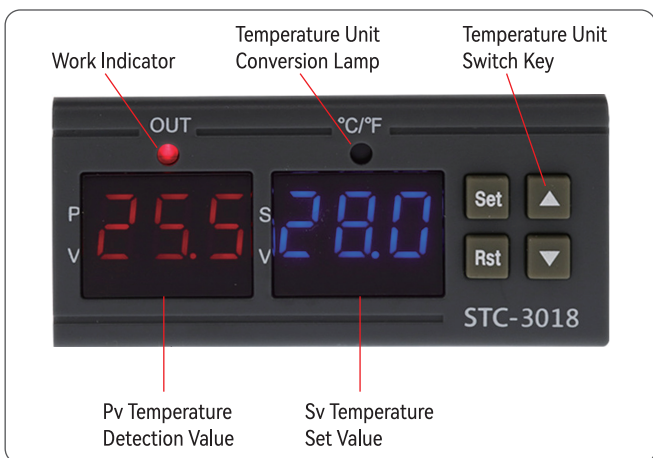 Work Indicator
Temperature Unit
Conversion Lamp
Temperature Unit
Switch Key
OUT
°C/°F
P
V
25.5
S
V
28.0
Set
Rst
STC-3018
Pv Temperature
Detection Value
Sv Temperature
Set Value